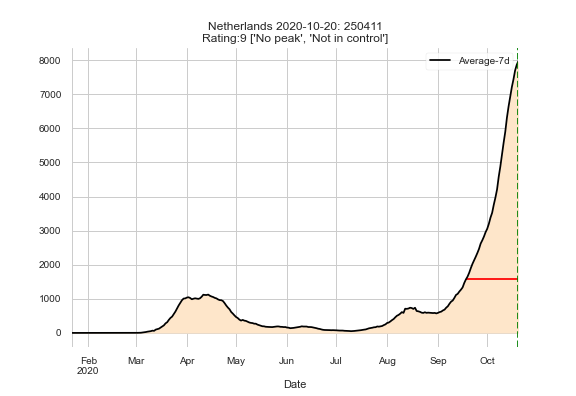 Netherlands 2020-10-20: 250411
Rating:9 ['No peak', 'Not in control']
Average-7d
8000
7000
6000
5000
4000
3000
2000
1000
0
Feb Mar Apr May Jun Jul Aug Sep Oct
2020
Date